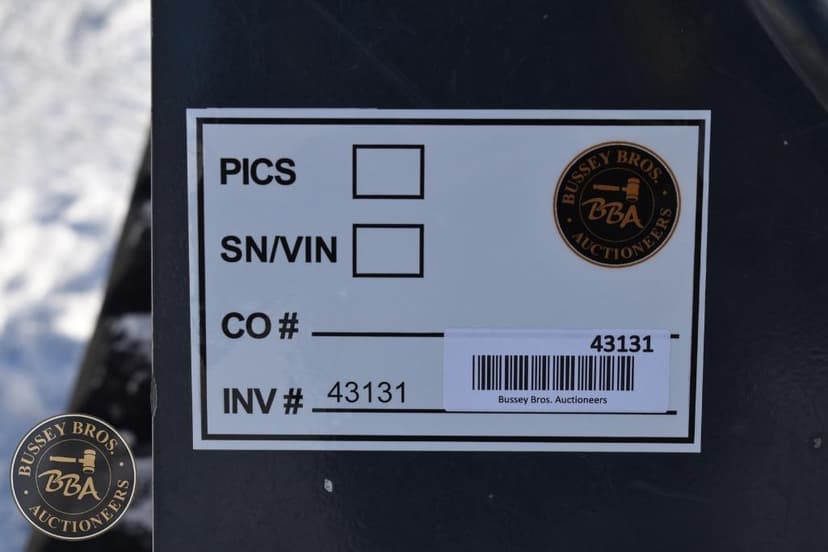 PICS
BUSSEY BROS.
BBA
AUCTIONEERS
SN/VIN
CO #
43131
INV # 43131
Bussey Bros. Auctioneers
BUSSEY BROS.
BBA
AUCTIONEERS